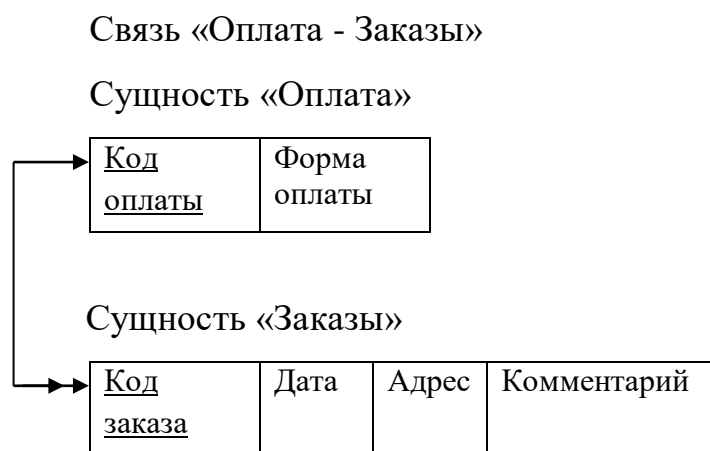 Связь «Оплата - Заказы»
Сущность «Оплата»
Код Форма
оплаты оплаты
Сущность «Заказы»
Код Дата Адрес Комментарий
заказа